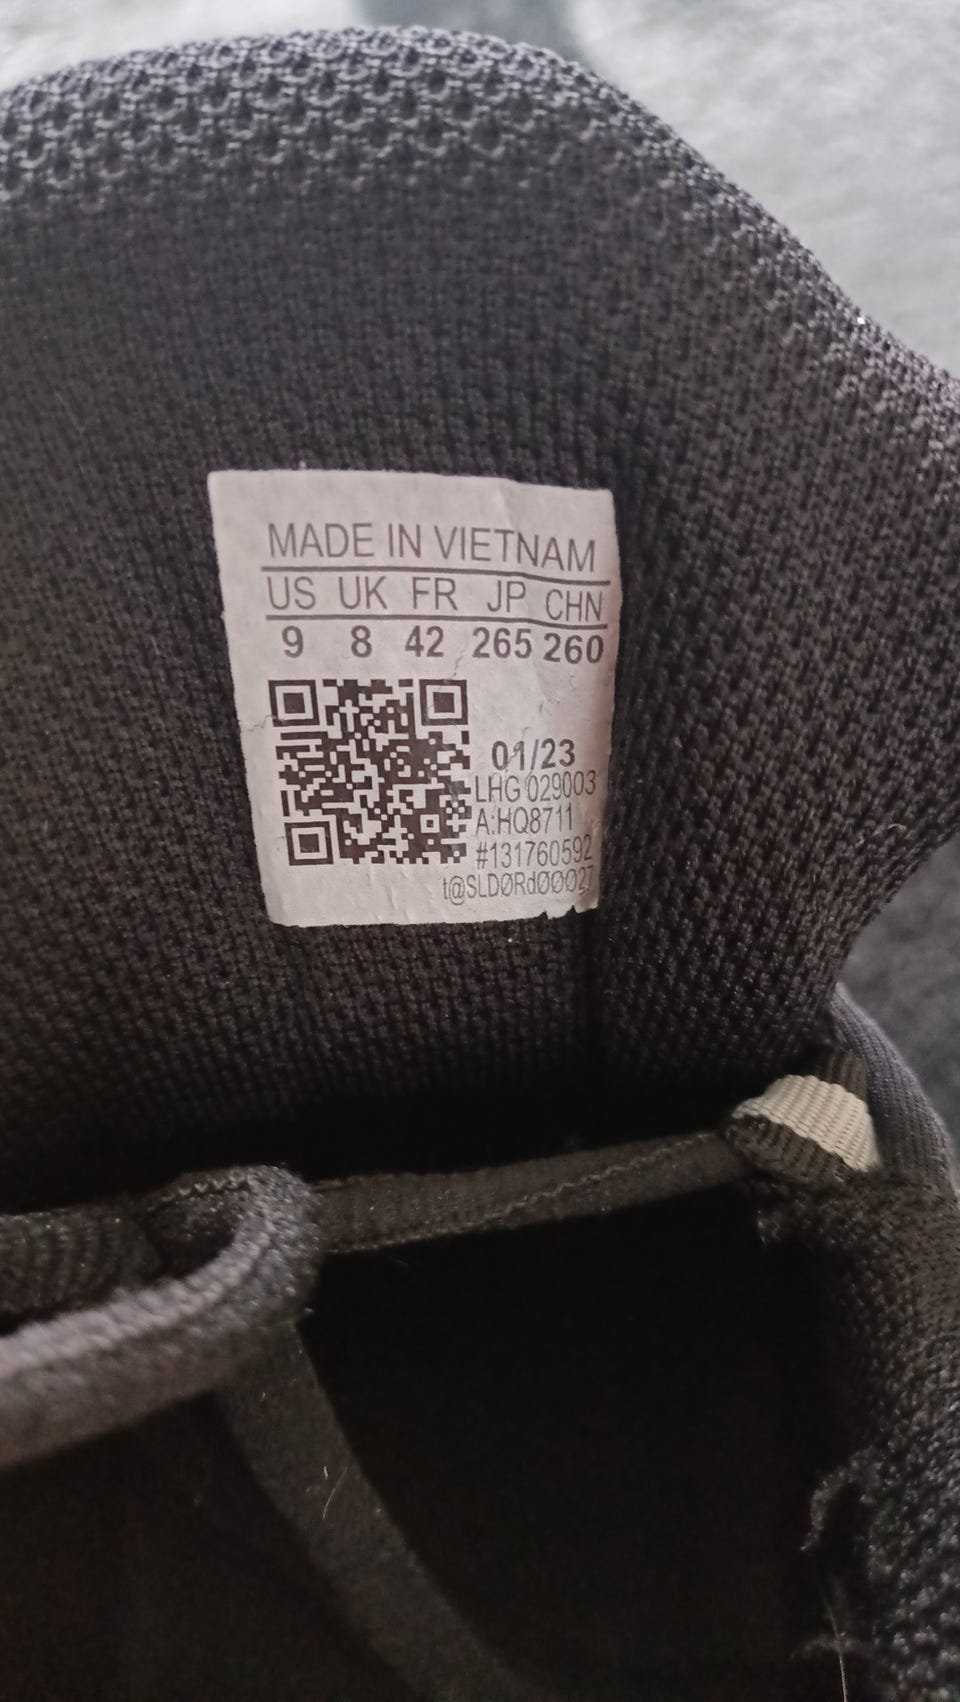 MADE IN VIETNAM
US UK FR JP CHN
9 8 42 265 260
01/23
LHG 029003
A:HQ8711
#131760592
t@SLDØRdØØØ27